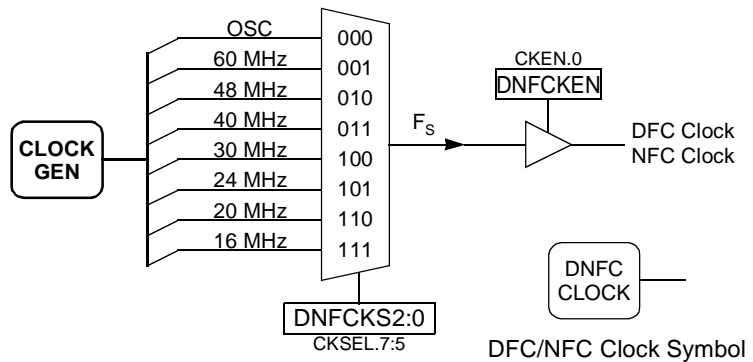 OSC
60 MHz
48 MHz
40 MHz
30 MHz
24 MHz
20 MHz
16 MHz
CLOCK
GEN
000
001
010
011
100
101
110
111
DNFCKS2:0
CKSEL.7:5
FS
CKEN.0
DNFCKEN
DFC Clock
NFC Clock
DNFC
CLOCK
DFC/NFC Clock Symbol